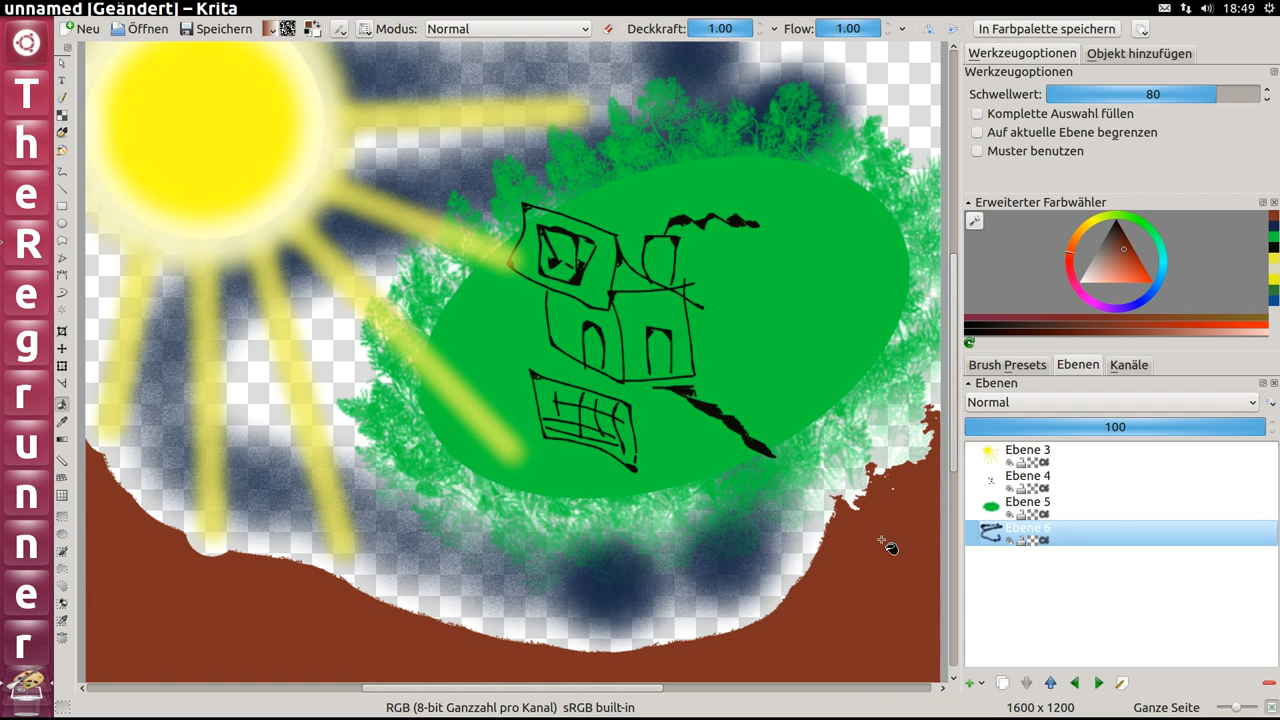 unnamed [Geändert] – Krita
18:49
Neu
Öffnen
Speichern
Modus:
Normal
Deckkraft:
1.00
Flow:
1.00
In Farbpalette speichern
Werkzeugoptionen
Objekt hinzufügen
Werkzeugoptionen
Schwellwert:
80
Komplette Auswahl füllen
Auf aktuelle Ebene begrenzen
Muster benutzen
Erweiterter Farbwähler
Brush Presets
Ebenen
Kanäle
Ebenen
Normal
100
Ebene 3
Ebene 4
Ebene 5
Ebene 6
T
h
e
R
e
g
r
u
n
n
e
r
RGB (8-bit Ganzzahl pro Kanal) sRGB built-in
1600 x 1200
Ganze Seite